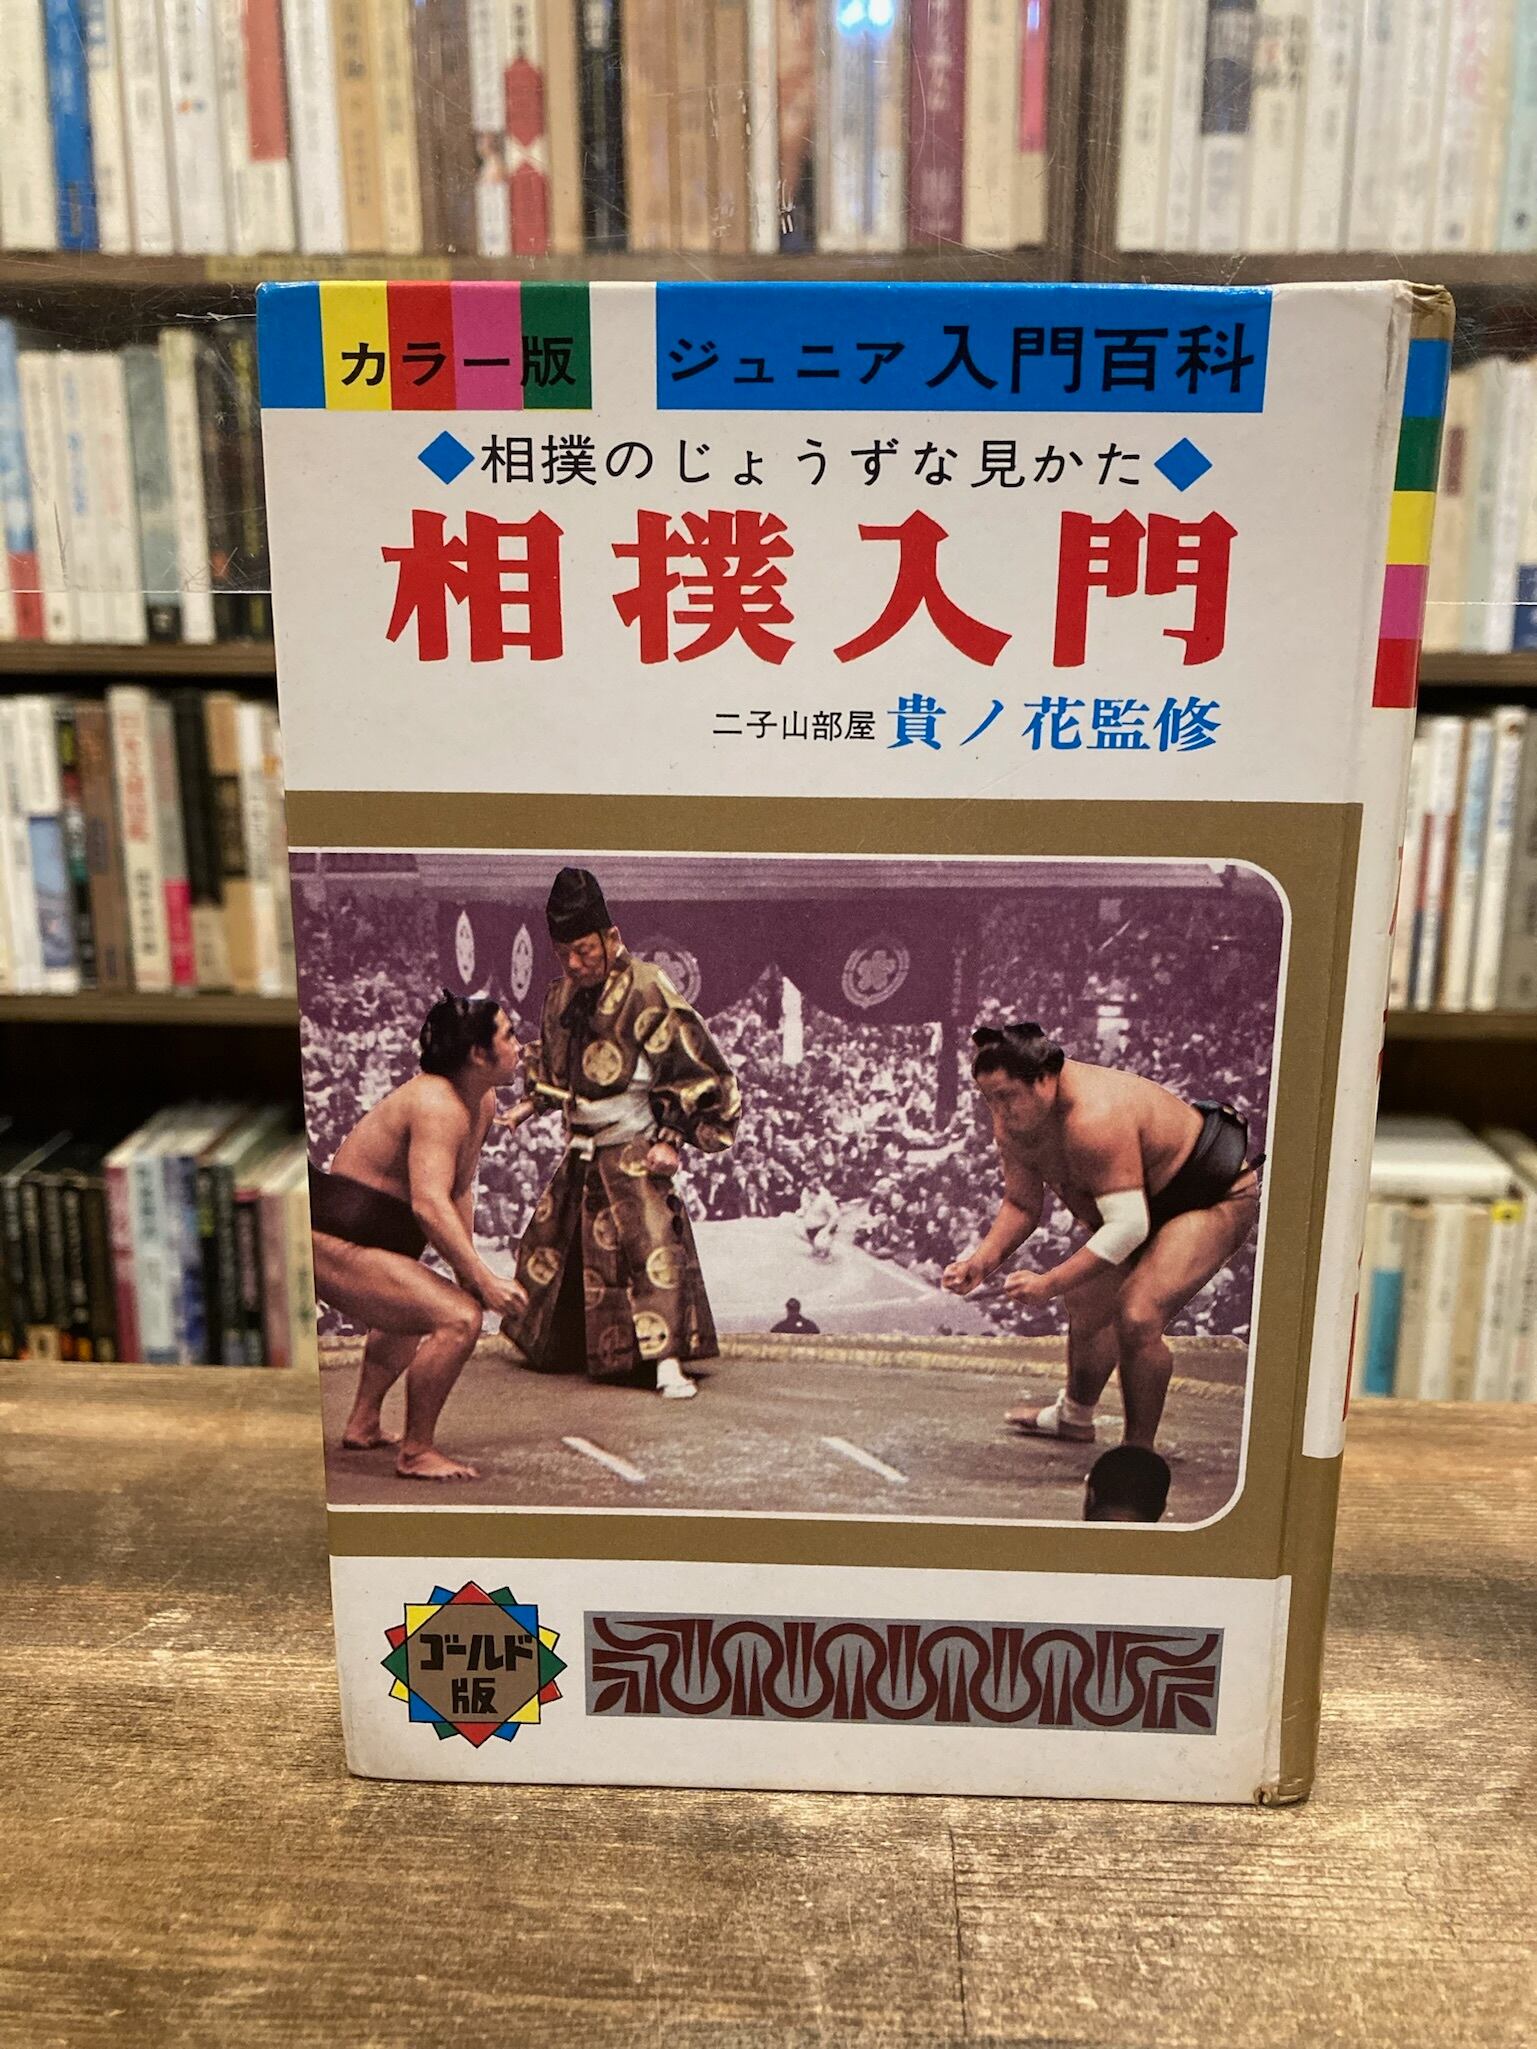 カラー版
ジュニア入門百科
◆相撲のじょうずな見かた◆
相撲入門
二子山部屋 貴ノ花監修
ゴールド
版